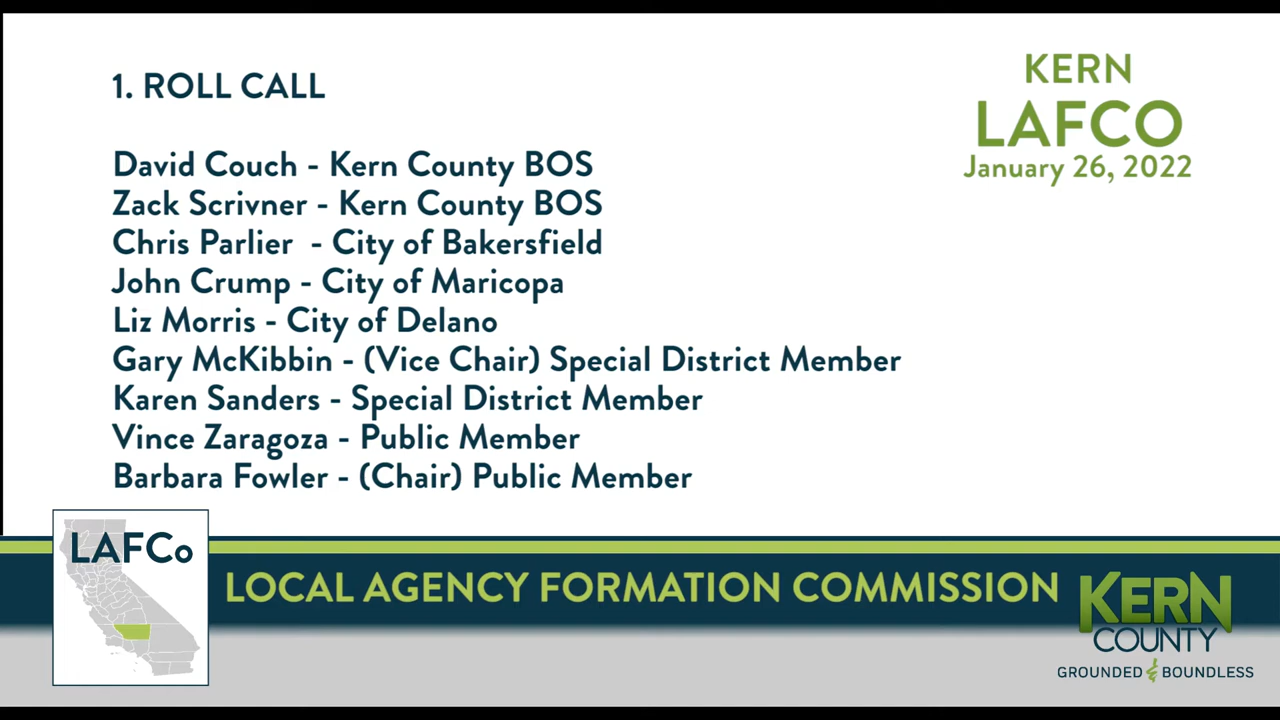 1. ROLL CALL
KERN
LAFCO
January 26, 2022
David Couch - Kern County BOS
Zack Scrivner - Kern County BOS
Chris Parlier  - City of Bakersfield
John Crump - City of Maricopa
Liz Morris - City of Delano
Gary McKibbin - (Vice Chair) Special District Member
Karen Sanders - Special District Member
Vince Zaragoza - Public Member
Barbara Fowler - (Chair) Public Member
LAFCo
LOCAL AGENCY FORMATION COMMISSION
KERN
COUNTY
GROUNDED BOUNDLESS